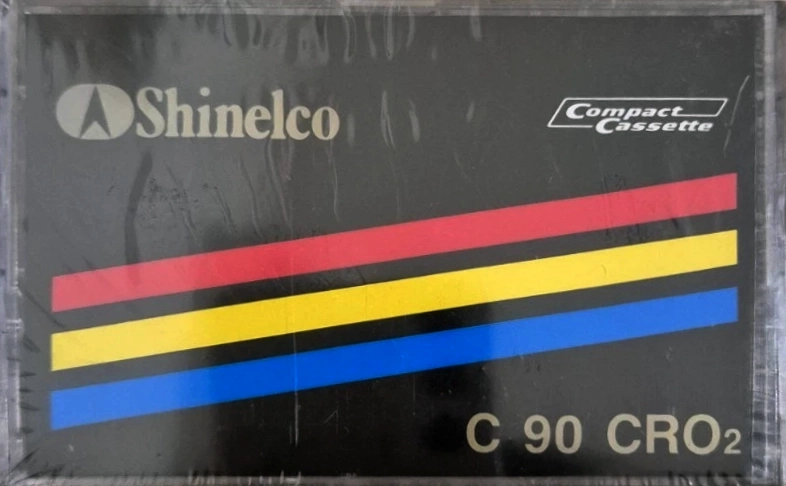 Shinelco
Compact
Cassette
C 90 CRO₂